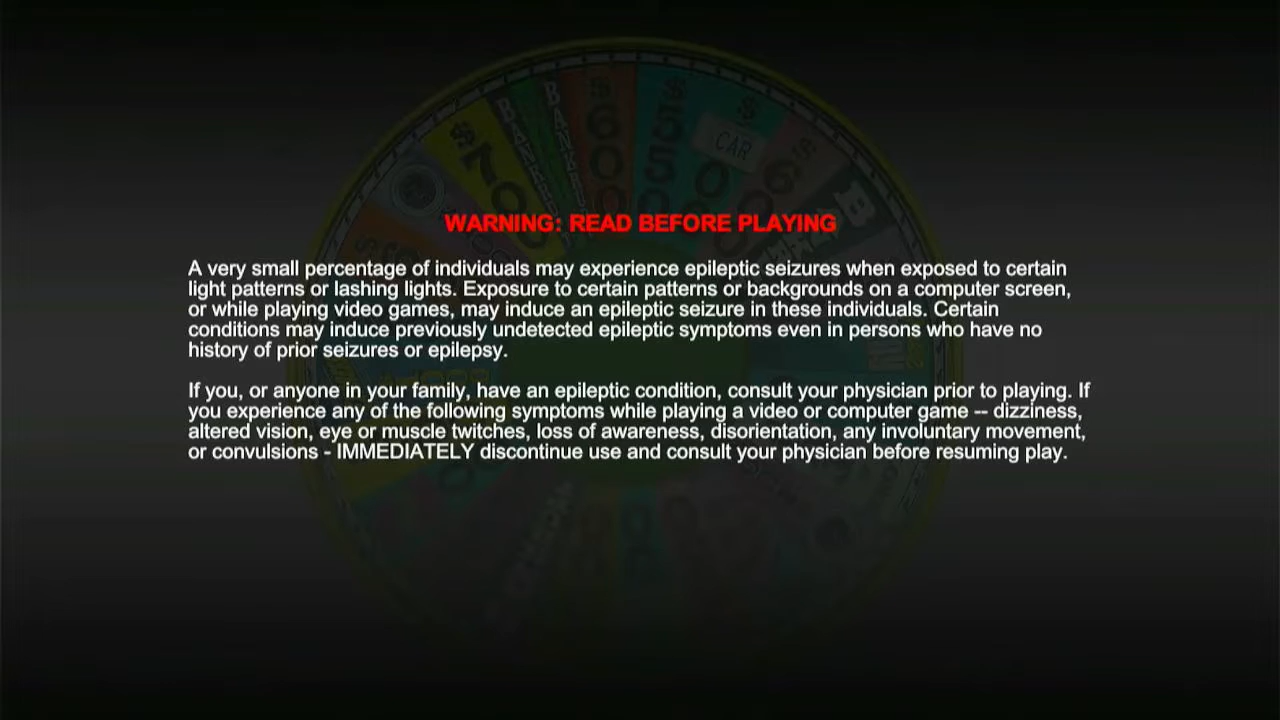 WARNING: READ BEFORE PLAYING
A very small percentage of individuals may experience epileptic seizures when exposed to certain
light patterns or lashing lights. Exposure to certain patterns or backgrounds on a computer screen,
or while playing video games, may induce an epileptic seizure in these individuals. Certain
conditions may induce previously undetected epileptic symptoms even in persons who have no
history of prior seizures or epilepsy.
If you, or anyone in your family, have an epileptic condition, consult your physician prior to playing. If
you experience any of the following symptoms while playing a video or computer game -- dizziness,
altered vision, eye or muscle twitches, loss of awareness, disorientation, any involuntary movement,
or convulsions - IMMEDIATELY discontinue use and consult your physician before resuming play.
$700
BANKRUPT
BANKRUPT
$600
$550
CAR